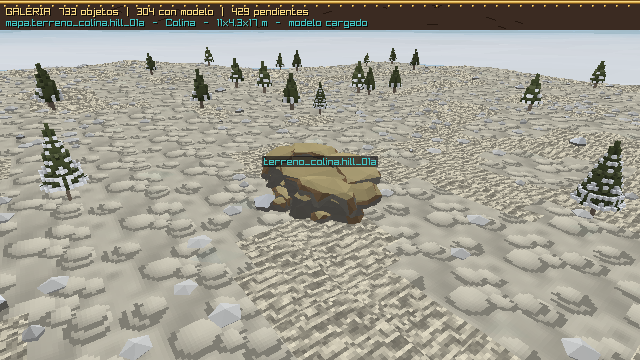 GALERÍA 733 objetos | 304 con modelo | 429 pendientes
mapa.terreno_colina.hill_01a - Colina - 11x4.3x17 m - modelo cargado
terreno_colina.hill_01a